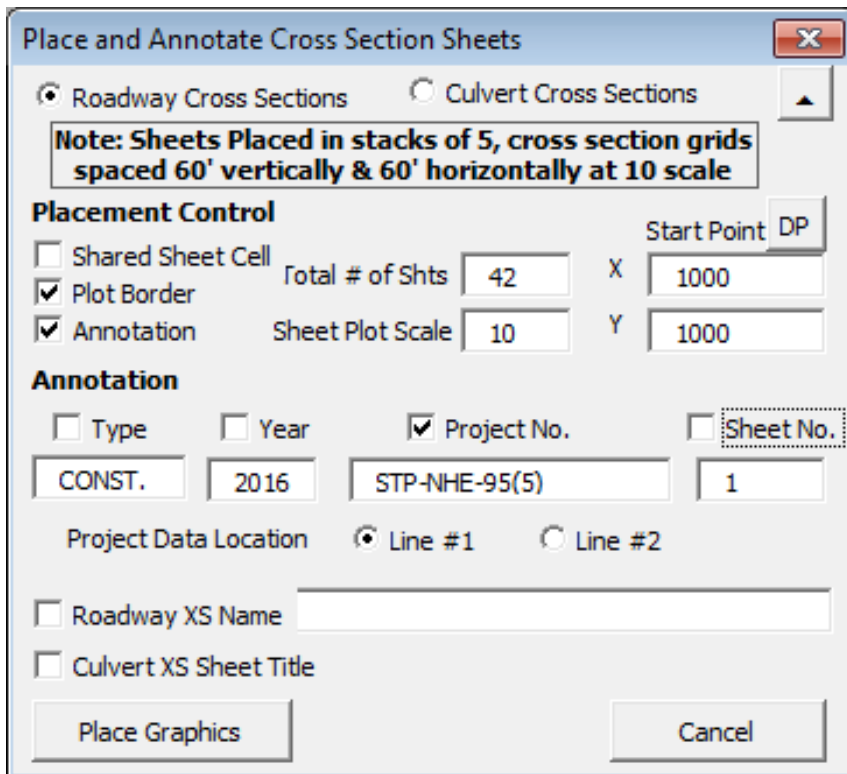 Place and Annotate Cross Section Sheets
Roadway Cross Sections Culvert Cross Sections
Note: Sheets Placed in stacks of 5, cross section grids
spaced 60' vertically & 60' horizontally at 10 scale
Placement Control
Start Point DP
Shared Sheet Cell
Total # of Shts 42 X 1000
Plot Border
Annotation Sheet Plot Scale 10 Y 1000
Annotation
Type Year Project No. Sheet No.
CONST. 2016 STP-NHE-95(5) 1
Project Data Location Line #1 Line #2
Roadway XS Name
Culvert XS Sheet Title
Place Graphics Cancel